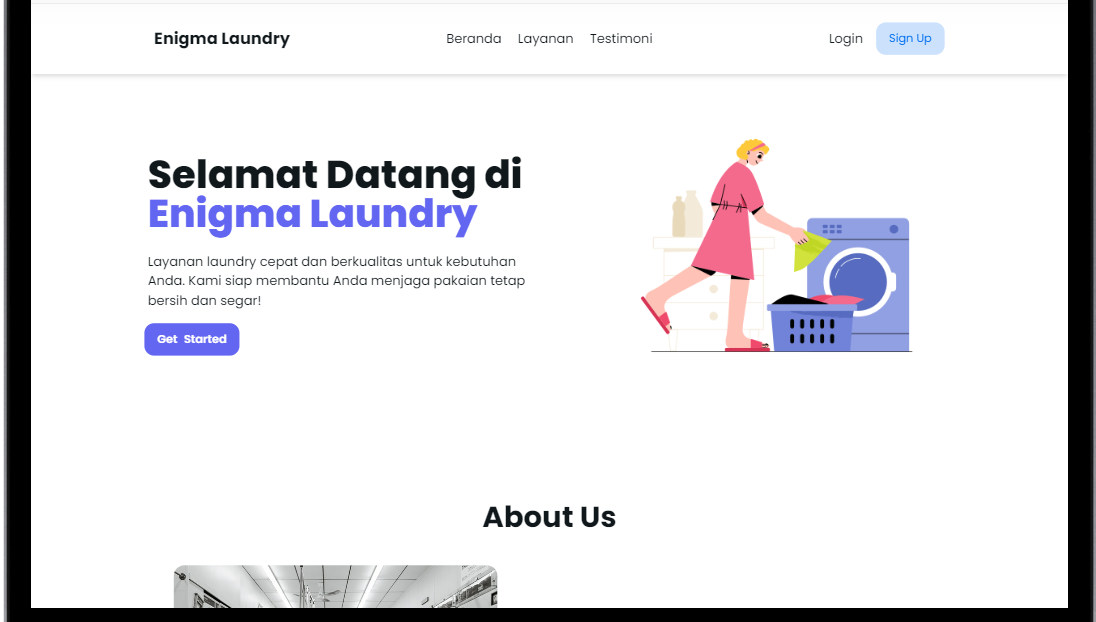 Enigma Laundry
Beranda Layanan Testimoni
Login Sign Up
Selamat Datang di
Enigma Laundry
Layanan laundry cepat dan berkualitas untuk kebutuhan
Anda. Kami siap membantu Anda menjaga pakaian tetap
bersih dan segar!
Get Started
About Us